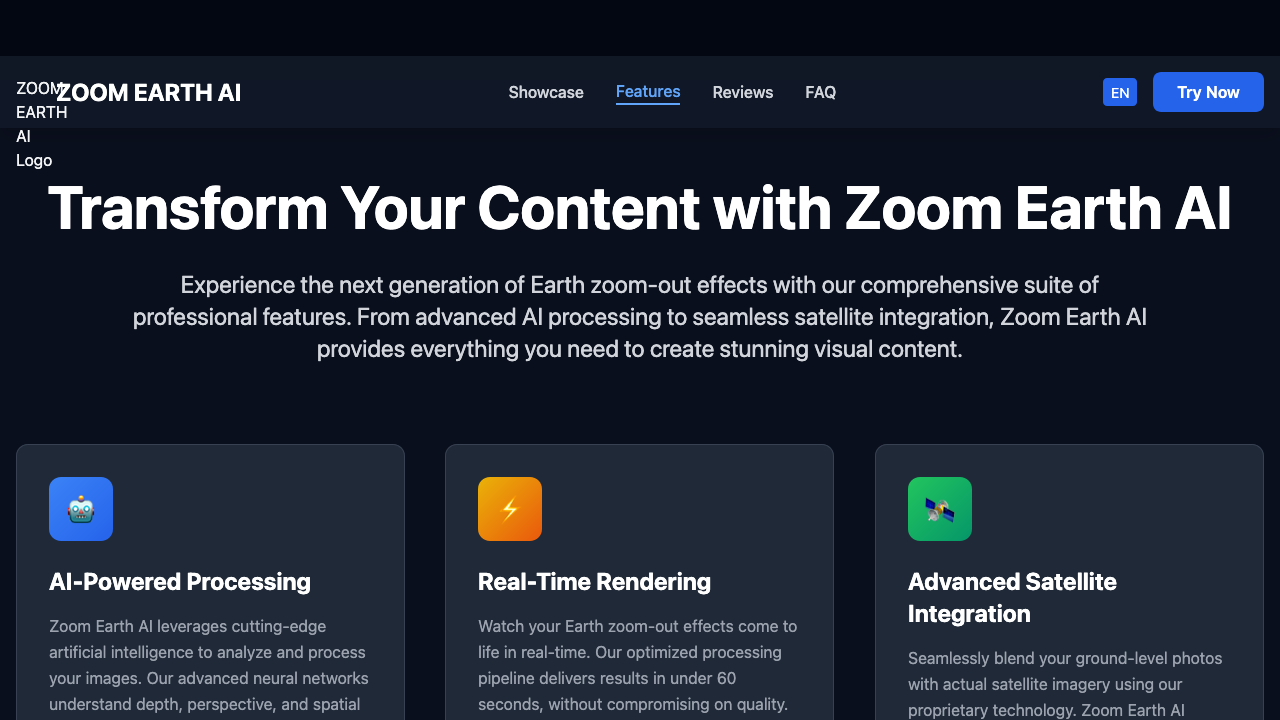 ZOOM EARTH AI Logo
ZOOM EARTH AI
Showcase
Features
Reviews
FAQ
EN
Try Now
Transform Your Content with Zoom Earth AI
Experience the next generation of Earth zoom-out effects with our comprehensive suite of
professional features. From advanced AI processing to seamless satellite integration, Zoom Earth AI
provides everything you need to create stunning visual content.
AI-Powered Processing
Zoom Earth AI leverages cutting-edge
artificial intelligence to analyze and process
your images. Our advanced neural networks
understand depth, perspective, and spatial
Real-Time Rendering
Watch your Earth zoom-out effects come to
life in real-time. Our optimized processing
pipeline delivers results in under 60
seconds, without compromising on quality.
Advanced Satellite
Integration
Seamlessly blend your ground-level photos
with actual satellite imagery using our
proprietary technology. Zoom Earth AI